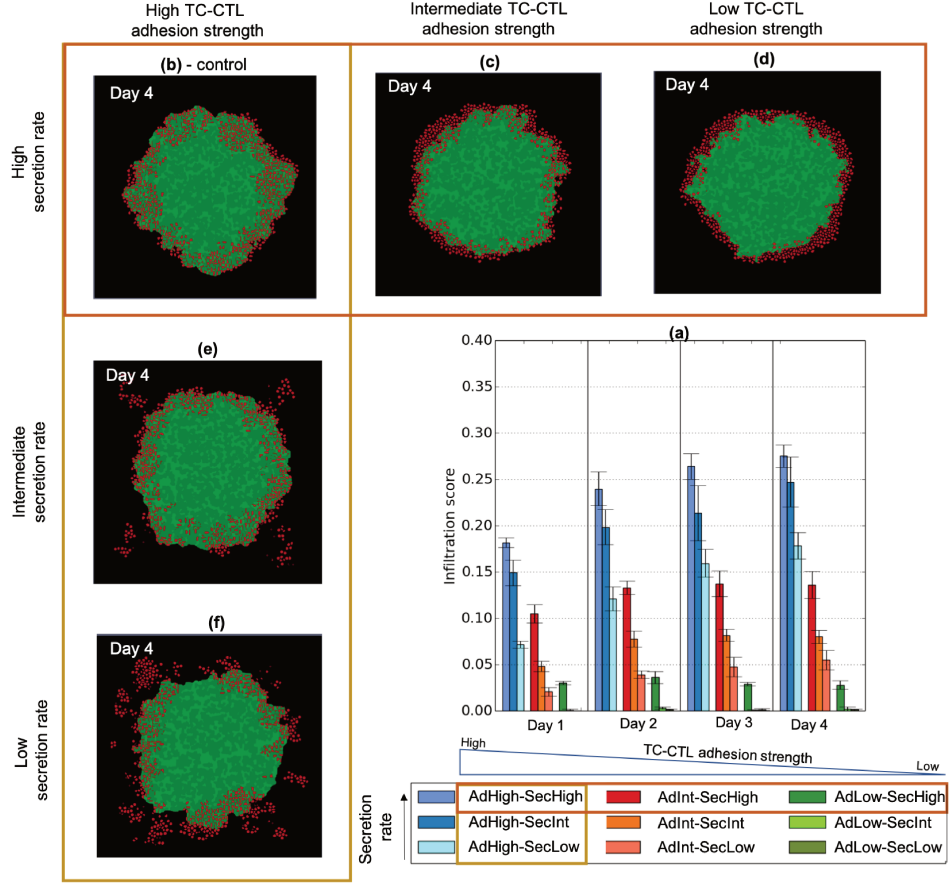 High TC-CTL
adhesion strength
Intermediate TC-CTL
adhesion strength
Low TC-CTL
adhesion strength
High
secretion rate
(b) - control
Day 4
(c)
Day 4
(d)
Day 4
Intermediate
secretion rate
(e)
Day 4
Low
secretion rate
(f)
Day 4
(a)
Infiltration score
0.40
0.35
0.30
0.25
0.20
0.15
0.10
0.05
0.00
Day 1
Day 2
Day 3
Day 4
High
TC-CTL adhesion strength
Low
Secretion
rate
AdHigh-SecHigh
AdInt-SecHigh
AdLow-SecHigh
AdHigh-SecInt
AdInt-SecInt
AdLow-SecInt
AdHigh-SecLow
AdInt-SecLow
AdLow-SecLow